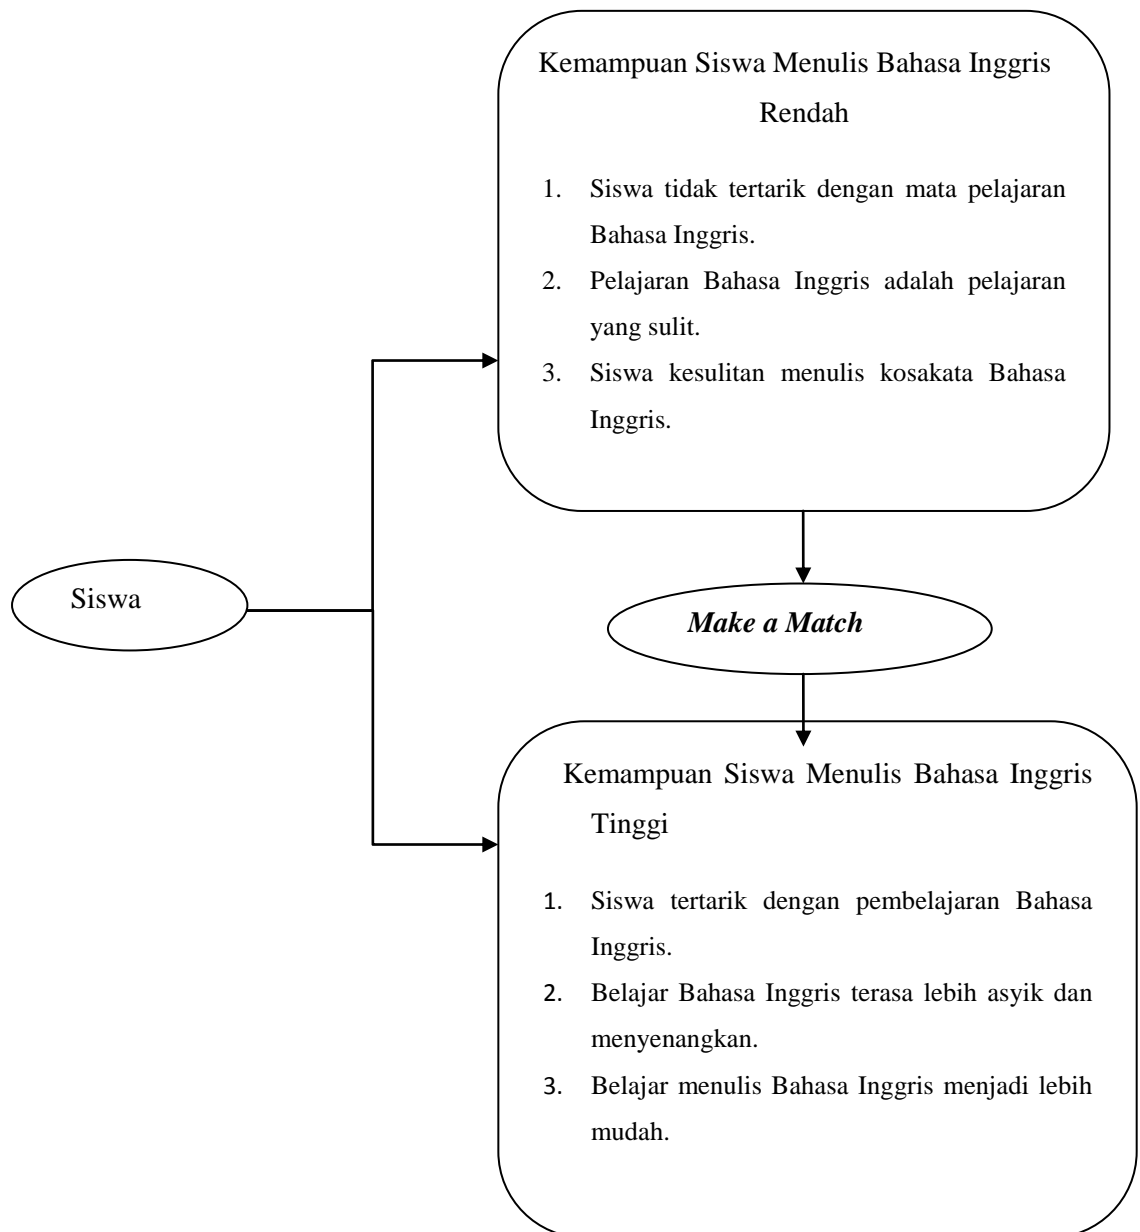 Kemampuan Siswa Menulis Bahasa Inggris
Rendah
1. Siswa tidak tertarik dengan mata pelajaran
Bahasa Inggris.
2. Pelajaran Bahasa Inggris adalah pelajaran
yang sulit.
3. Siswa kesulitan menulis kosakata Bahasa
Inggris.
Siswa
Make a Match
Kemampuan Siswa Menulis Bahasa Inggris
Tinggi
1. Siswa tertarik dengan pembelajaran Bahasa
Inggris.
2. Belajar Bahasa Inggris terasa lebih asyik dan
menyenangkan.
3. Belajar menulis Bahasa Inggris menjadi lebih
mudah.